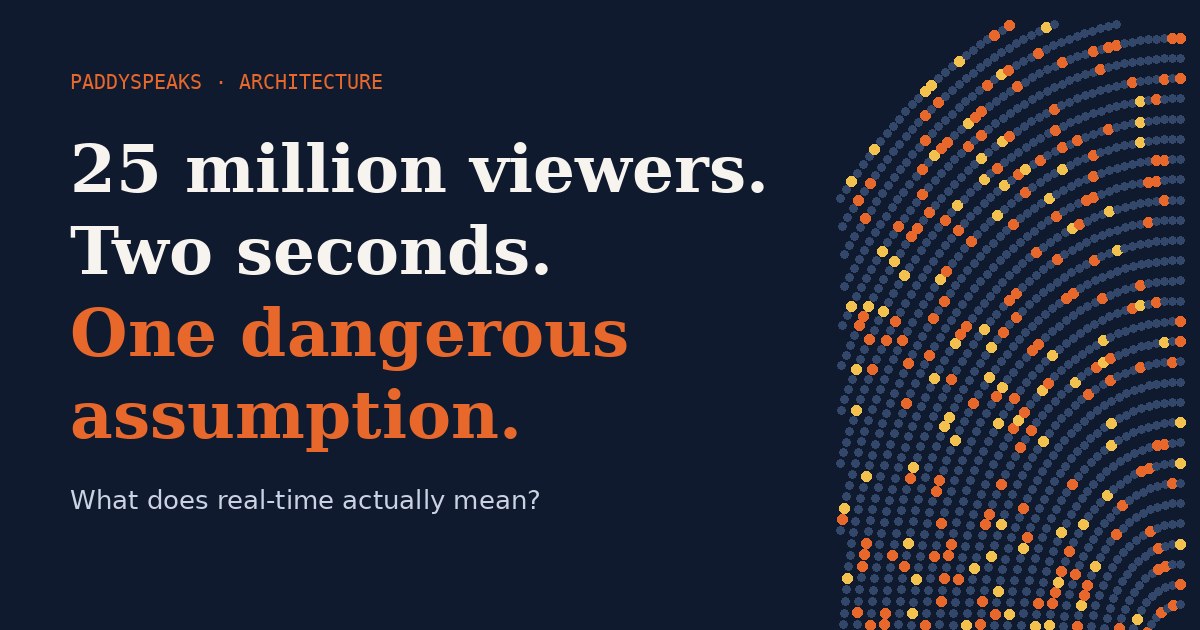 PADDYSPEAKS · ARCHITECTURE
25 million viewers.
Two seconds.
One dangerous
assumption.
What does real-time actually mean?